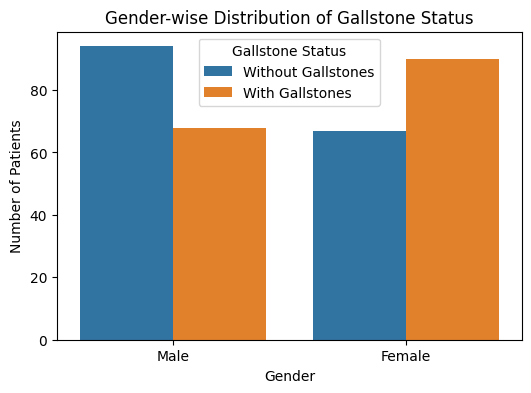 Gender-wise Distribution of Gallstone Status
Gallstone Status
Without Gallstones
With Gallstones
Number of Patients
80
60
40
20
0
Male Female
Gender